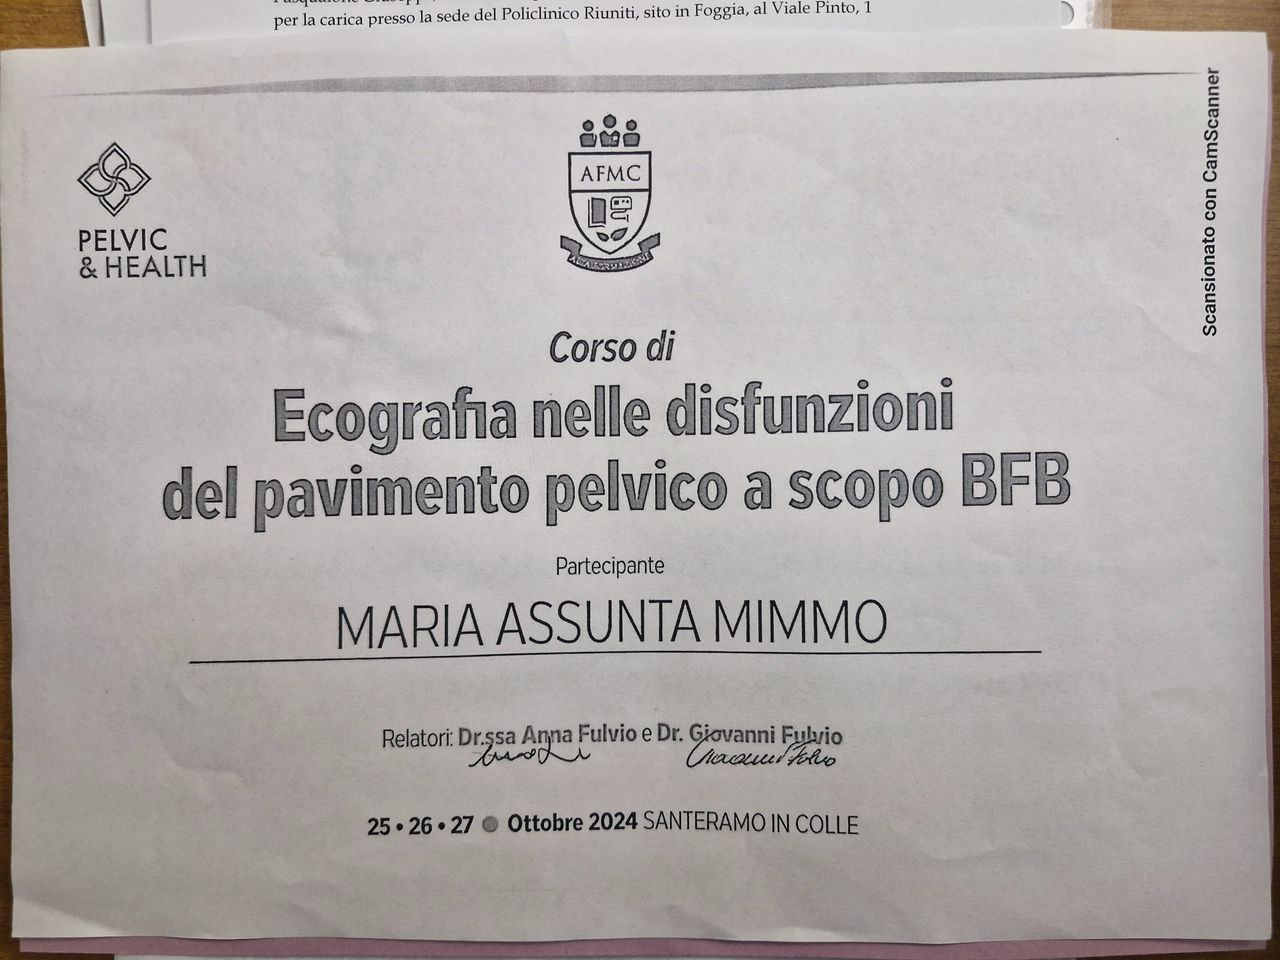 per la carica presso la sede del Policlinico Riuniti, sito in Foggia, al Viale Pinto, 1
Scansionato con CamScanner
PELVIC
& HEALTH
AFMC
Corso di
Ecografia nelle disfunzioni
del pavimento pelvico a scopo BFB
Partecipante
MARIA ASSUNTA MIMMO
Relatori: Dr.ssa Anna Fulvio e Dr. Giovanni Fulvio
25 • 26 • 27 ● Ottobre 2024 SANTERAMO IN COLLE